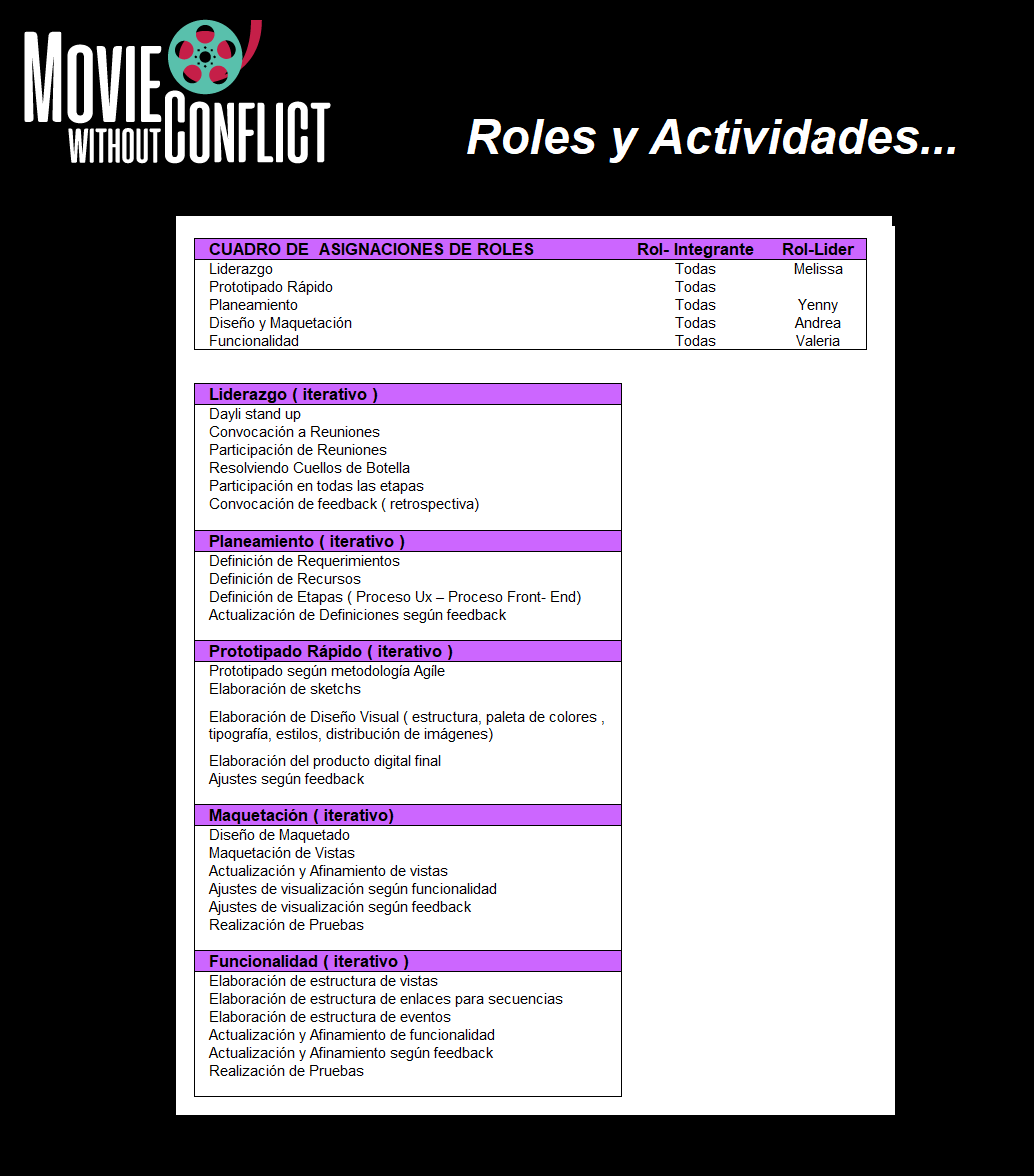 MOVIE
WITHOUT CONFLICT
Roles y Actividades...
CUADRO DE  ASIGNACIONES DE ROLES Rol- Integrante Rol-Lider
Liderazgo Todas Melissa
Prototipado Rápido Todas
Planeamiento Todas Yenny
Diseño y Maquetación Todas Andrea
Funcionalidad Todas Valeria
Liderazgo ( iterativo )
Dayli stand up
Convocación a Reuniones
Participación de Reuniones
Resolviendo Cuellos de Botella
Participación en todas las etapas
Convocación de feedback ( retrospectiva)
Planeamiento ( iterativo )
Definición de Requerimientos
Definición de Recursos
Definición de Etapas ( Proceso Ux – Proceso Front- End)
Actualización de Definiciones según feedback
Prototipado Rápido ( iterativo )
Prototipado según metodología Agíle
Elaboración de sketchs
Elaboración de Diseño Visual ( estructura, paleta de colores ,
tipografía, estilos, distribución de imágenes)
Elaboración del producto digital final
Ajustes según feedback
Maquetación ( iterativo)
Diseño de Maquetado
Maquetación de Vistas
Actualización y Afinamiento de vistas
Ajustes de visualización según funcionalidad
Ajustes de visualización según feedback
Realización de Pruebas
Funcionalidad ( iterativo )
Elaboración de estructura de vistas
Elaboración de estructura de enlaces para secuencias
Elaboración de estructura de eventos
Actualización y Afinamiento de funcionalidad
Actualización y Afinamiento según feedback
Realización de Pruebas